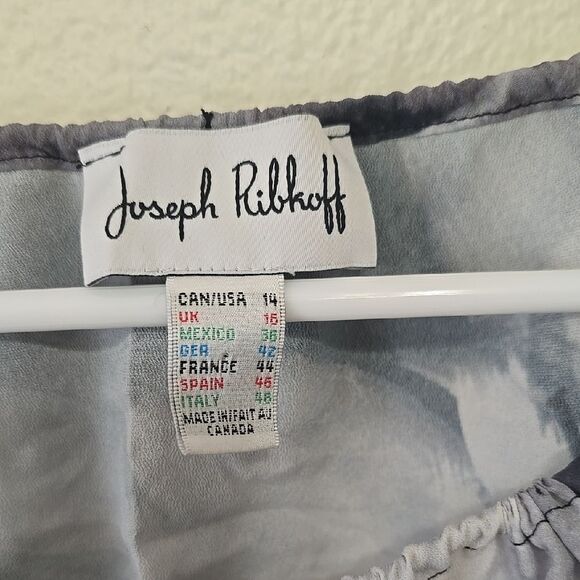 Joseph Ribkoff
CAN/USA 14
UK 16
MEXICO 36
GER 42
FRANCE 44
SPAIN 46
ITALY 48
MADE IN/FAIT AU
CANADA